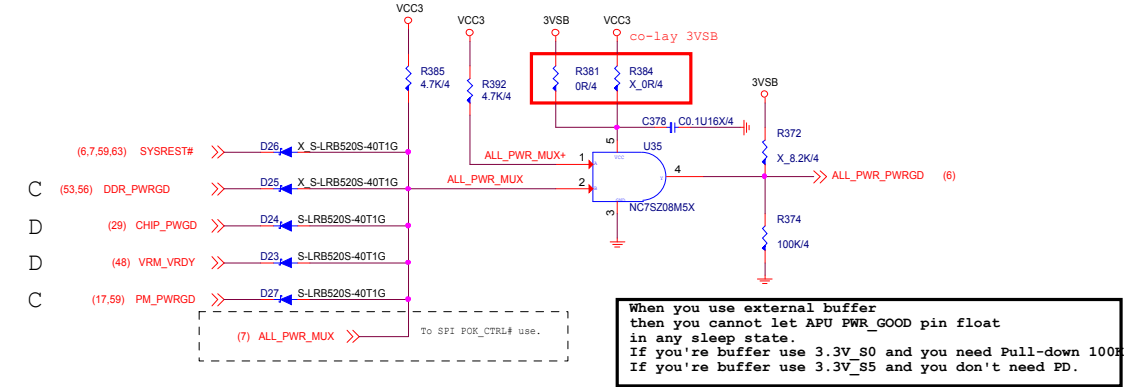 VCC3
VCC3
3VSB
VCC3
co-lay 3VSB
R385
4.7K/4
R392
4.7K/4
R381
0R/4
R384
X_0R/4
3VSB
C378
C0.1U16X/4
R372
X_8.2K/4
(6,7,59,63) SYSREST#
D26
X_S-LRB520S-40T1G
5
U35
VCC
ALL_PWR_MUX+
1
A
4
Y
ALL_PWR_PWRGD (6)
C (53,56) DDR_PWRGD
D25
X_S-LRB520S-40T1G
ALL_PWR_MUX
2
B
GND
3
NC7SZ08M5X
D (29) CHIP_PWGD
D24
S-LRB520S-40T1G
R374
100K/4
D (48) VRM_VRDY
D23
S-LRB520S-40T1G
C (17,59) PM_PWRGD
D27
S-LRB520S-40T1G
(7) ALL_PWR_MUX
To SPI POK_CTRL# use.
When you use external buffer
then you cannot let APU PWR_GOOD pin float
in any sleep state.
If you're buffer use 3.3V_S0 and you need Pull-down 100K
If you're buffer use 3.3V_S5 and you don't need PD.